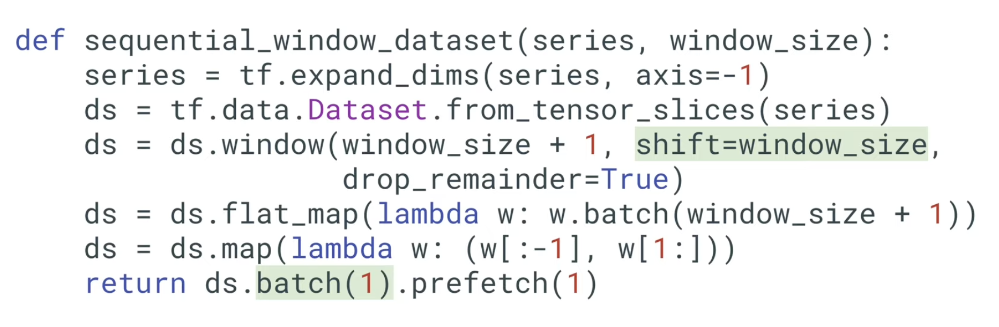 def sequential_window_dataset(series, window_size):
    series = tf.expand_dims(series, axis=-1)
    ds = tf.data.Dataset.from_tensor_slices(series)
    ds = ds.window(window_size + 1, shift=window_size,
                   drop_remainder=True)
    ds = ds.flat_map(lambda w: w.batch(window_size + 1))
    ds = ds.map(lambda w: (w[:-1], w[1:]))
    return ds.batch(1).prefetch(1)